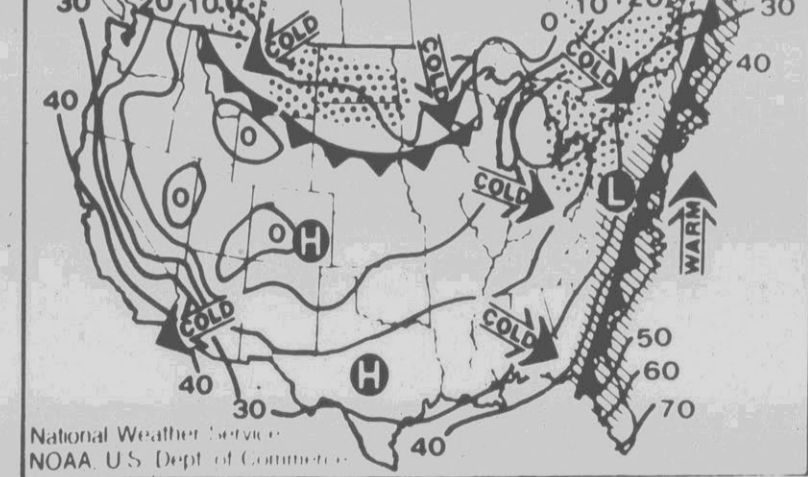 30
20
10
COLD
COLD
0
10
20
COLD
30
40
40
0
0
COLD
L
0
H
WARM
COLD
COLD
50
H
60
40
30
70
40
National Weather Service
NOAA, U.S. Dept. of Commerce